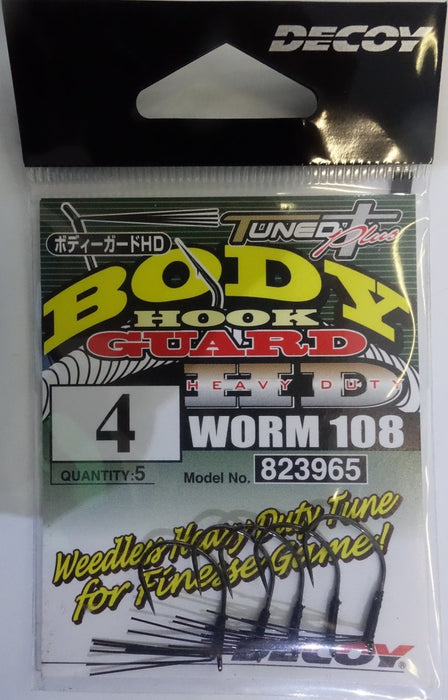 DECOY
TUNED Plus
ボディーガードHD
BODY
HOOK
GUARD
HEAVY DUTY
HD
4
WORM 108
QUANTITY:5
Model No. 823965
Weedless Heavy Duty Tune
for Finesse Game!
DECOY®